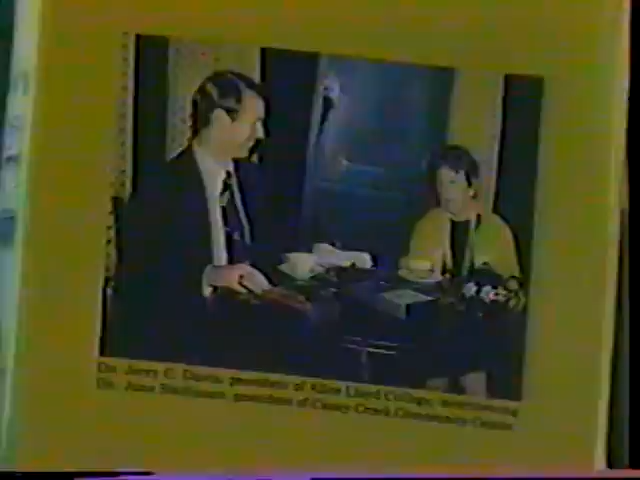 Dr. Jerry C. Davis, president of Alice Lloyd College,
Dr. June president of Caney Creek Community Center